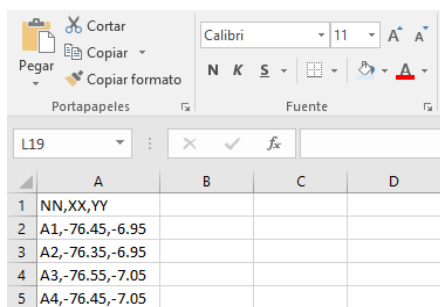 Cortar
Copiar
Copiar formato
Pegar
Portapapeles
Calibri
11
A A
N K S
A
Fuente
L19
fx
A B C D
1 NN,XX,YY
2 A1,-76.45,-6.95
3 A2,-76.35,-6.95
4 A3,-76.55,-7.05
5 A4,-76.45,-7.05